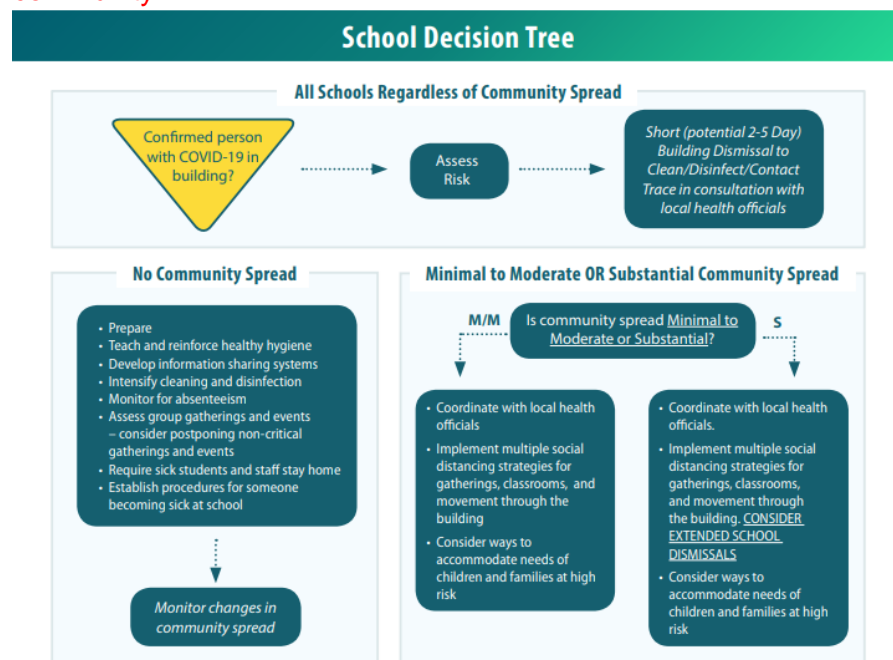 School Decision Tree
All Schools Regardless of Community Spread
Confirmed person
with COVID-19 in
building?
Assess
Risk
Short (potential 2-5 Day)
Building Dismissal to
Clean/Disinfect/Contact
Trace in consultation with
local health officials
No Community Spread
• Prepare
• Teach and reinforce healthy hygiene
• Develop information sharing systems
• Intensify cleaning and disinfection
• Monitor for absenteeism
• Assess group gatherings and events
– consider postponing non-critical
gatherings and events
• Require sick students and staff stay home
• Establish procedures for someone
becoming sick at school
Monitor changes in
community spread
Minimal to Moderate OR Substantial Community Spread
M/M
Is community spread Minimal to
Moderate or Substantial?
S
• Coordinate with local health
officials
• Implement multiple social
distancing strategies for
gatherings, classrooms, and
movement through the
building
• Consider ways to
accommodate needs of
children and families at high
risk
• Coordinate with local health
officials.
• Implement multiple social
distancing strategies for
gatherings, classrooms,
and movement through
the building. CONSIDER
EXTENDED SCHOOL
DISMISSALS
• Consider ways to
accommodate needs of
children and families at high
risk